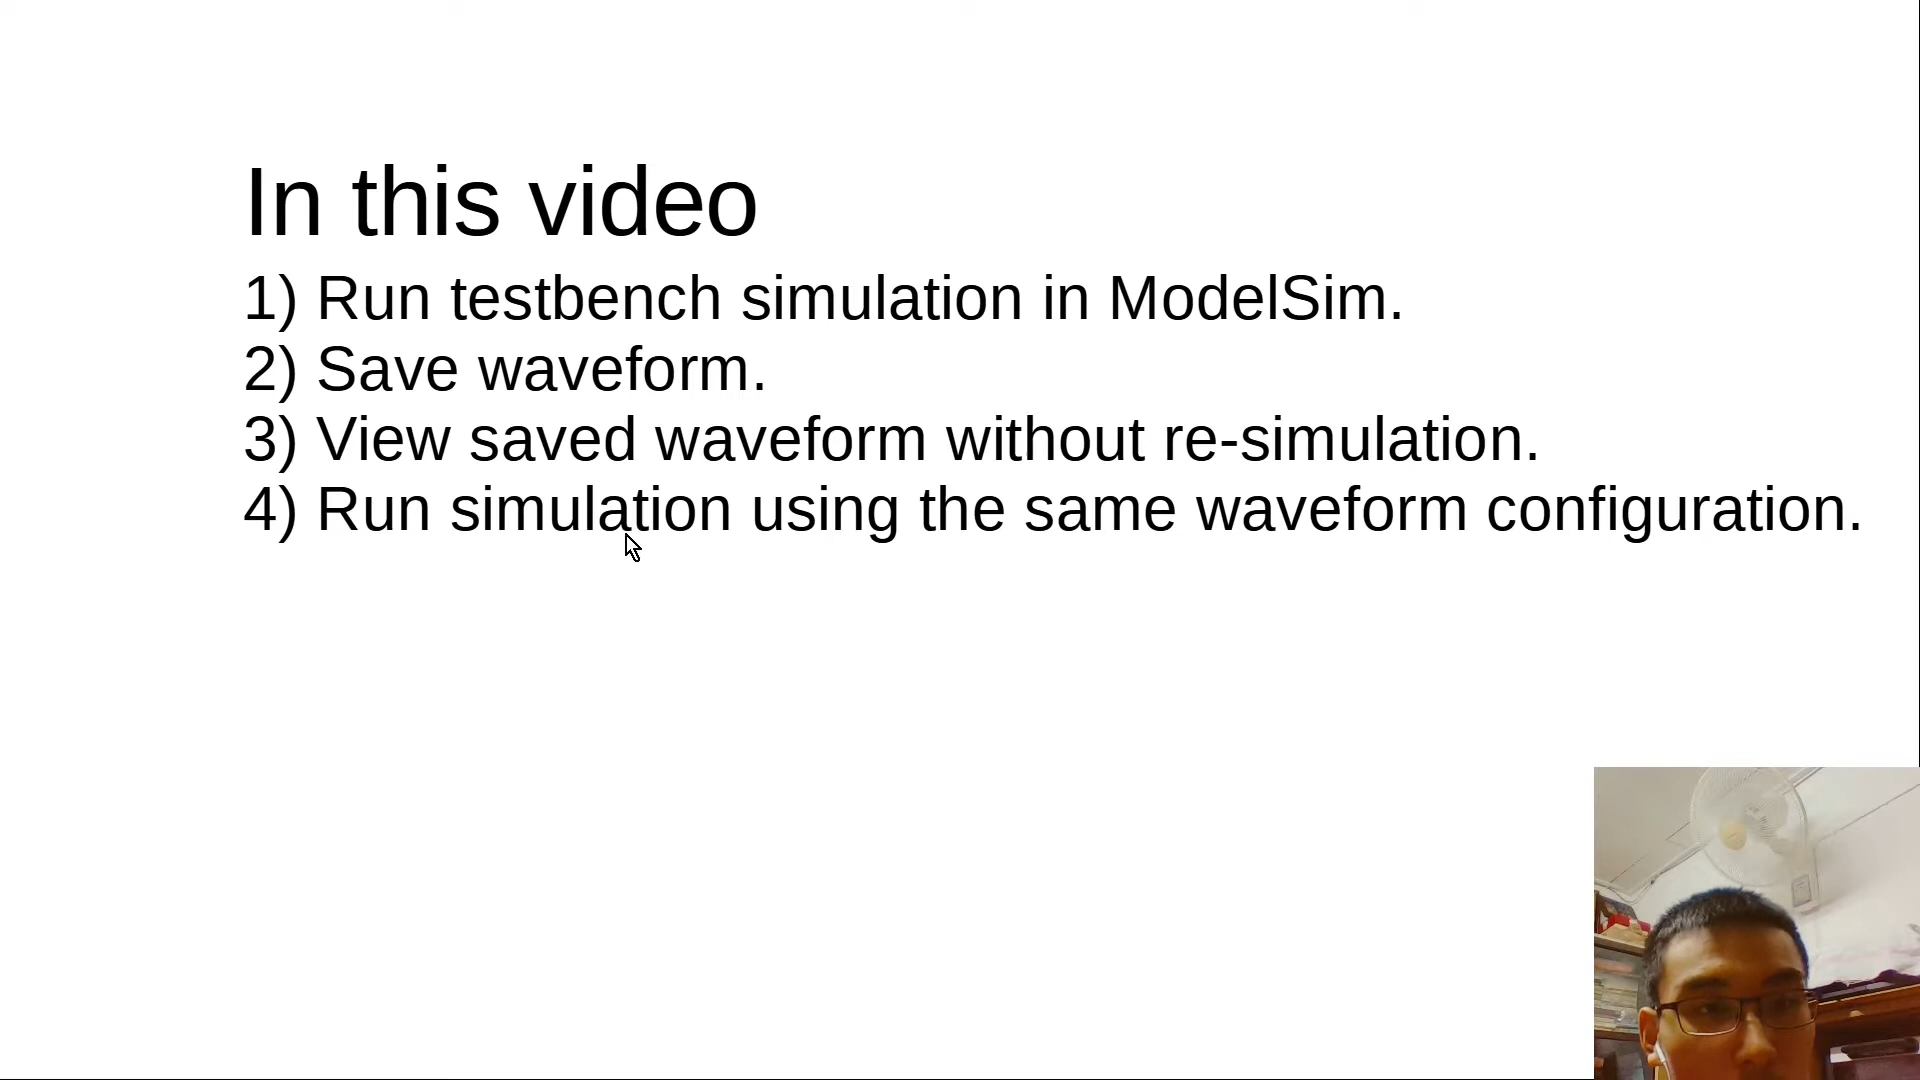 In this video
1) Run testbench simulation in ModelSim.
2) Save waveform.
3) View saved waveform without re-simulation.
4) Run simulation using the same waveform configuration.